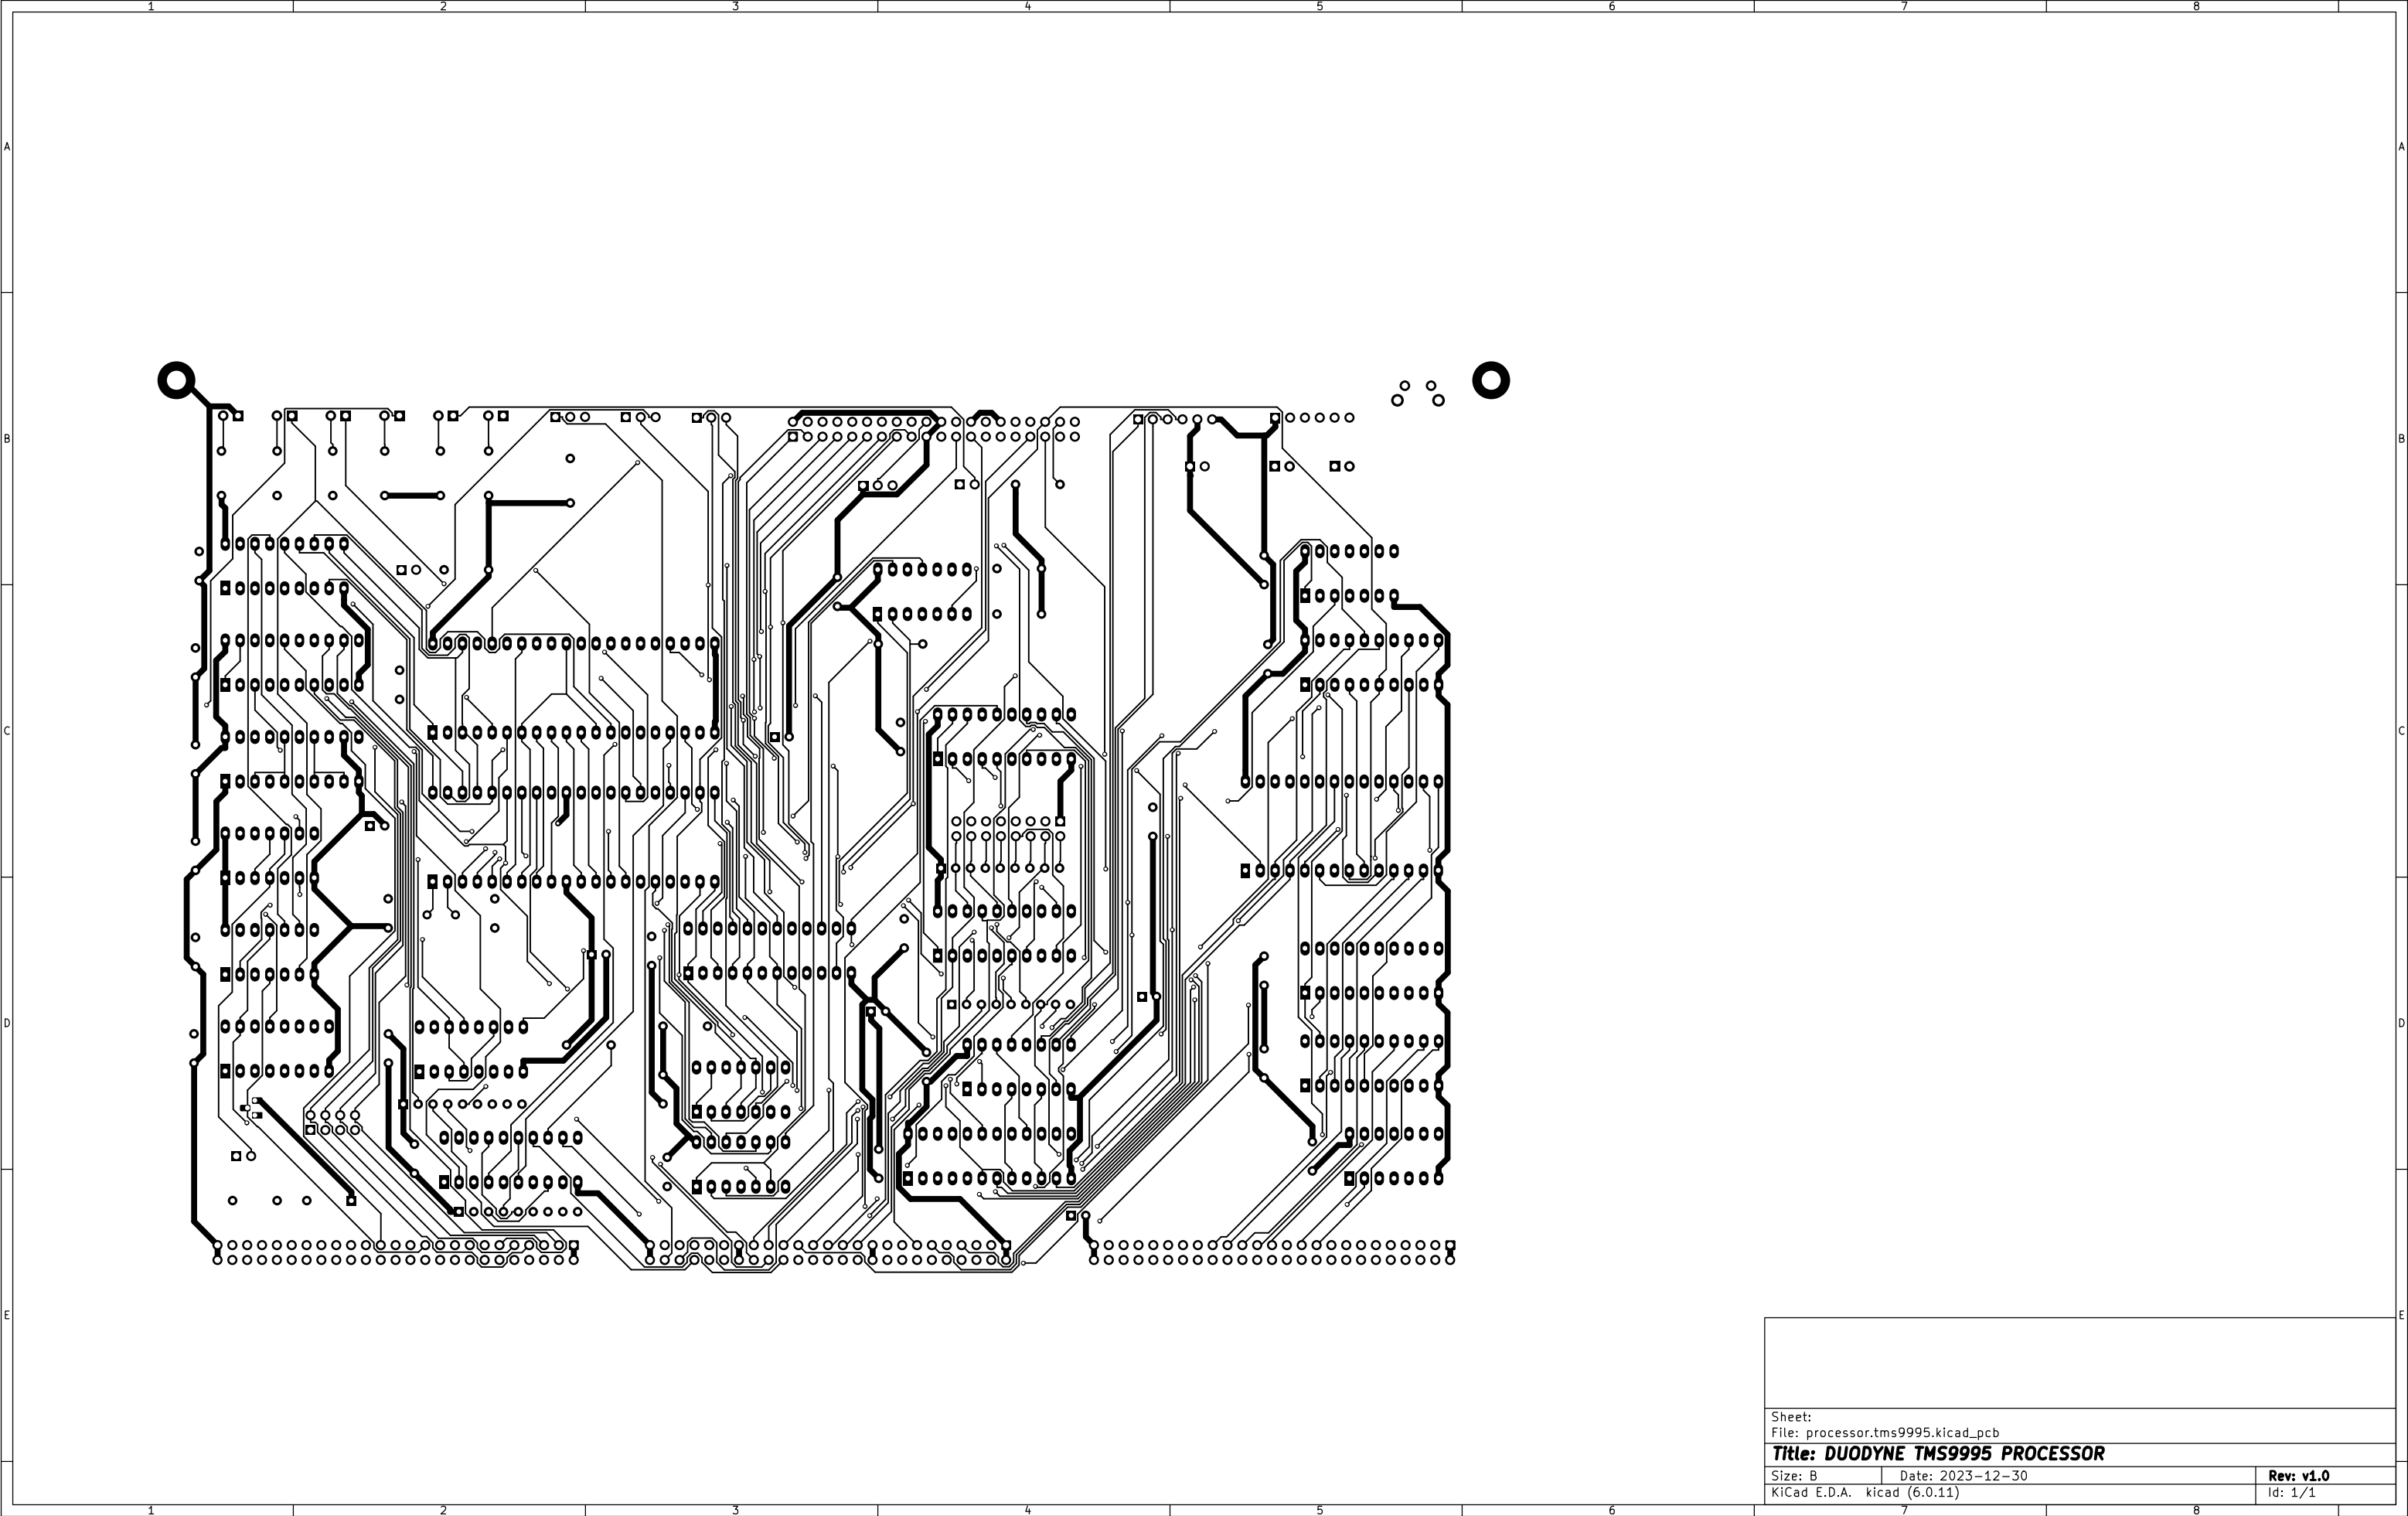 1 2 3 4 5 6 7 8
A A
B B
C C
D D
E E
Sheet:
File: processor.tms9995.kicad_pcb
Title: DUODYNE TMS9995 PROCESSOR
Size: B Date: 2023-12-30 Rev: v1.0
KiCad E.D.A. kicad (6.0.11) Id: 1/1
1 2 3 4 5 6 7 8